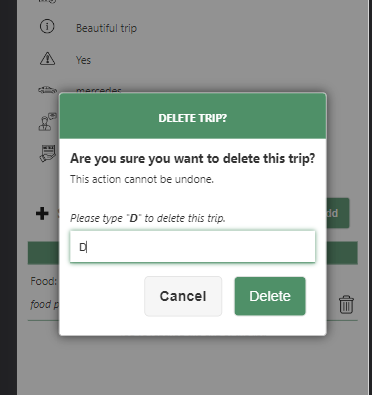 Beautiful trip
Yes
mercedes
DELETE TRIP?
Are you sure you want to delete this trip?
This action cannot be undone.
Please type "D" to delete this trip.
D
Cancel
Delete
Food:
food